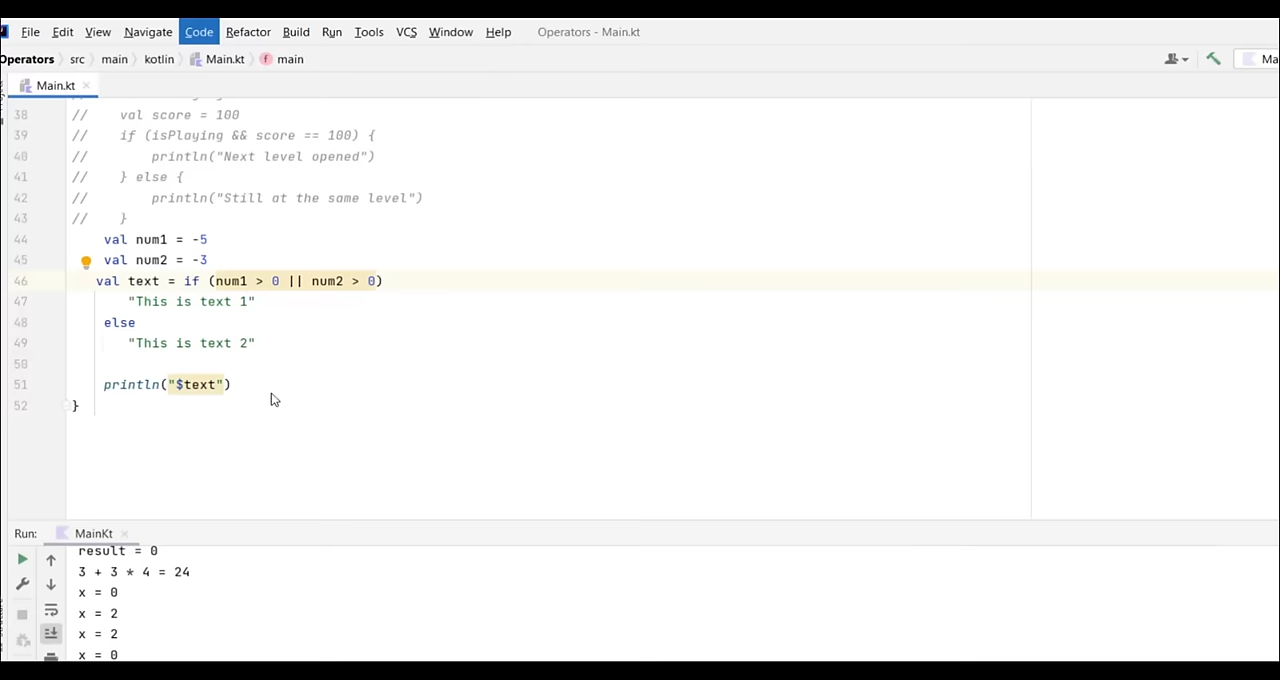 File Edit View Navigate Code Refactor Build Run Tools VCS Window Help Operators - Main.kt
Operators src main kotlin Main.kt main
Main.kt
38 // val score = 100
39 // if (isPlaying && score == 100) {
40 // println("Next level opened")
41 // } else {
42 // println("Still at the same level")
43 // }
44 val num1 = -5
45 val num2 = -3
46 val text = if (num1 > 0 || num2 > 0)
47 "This is text 1"
48 else
49 "This is text 2"
50
51 println("$text")
52 }
Run: MainKt
result = 0
3 + 3 * 4 = 24
x = 0
x = 2
x = 2
x = 0